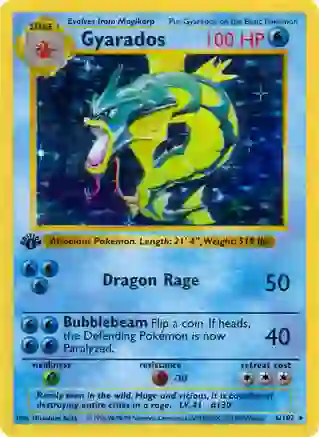 STAGE 1
Evolves from Magikarp
Put Gyarados on the Basic Pokémon
Gyarados
100 HP
Atrocious Pokémon. Length: 21' 4", Weight: 518 lbs.
Dragon Rage
50
Bubblebeam Flip a coin. If heads,
the Defending Pokémon is now
Paralyzed.
40
weakness
resistance
-30
retreat cost
Rarely seen in the wild. Huge and vicious, it is capable of
destroying entire cities in a rage. LV. 41 #130
6/102